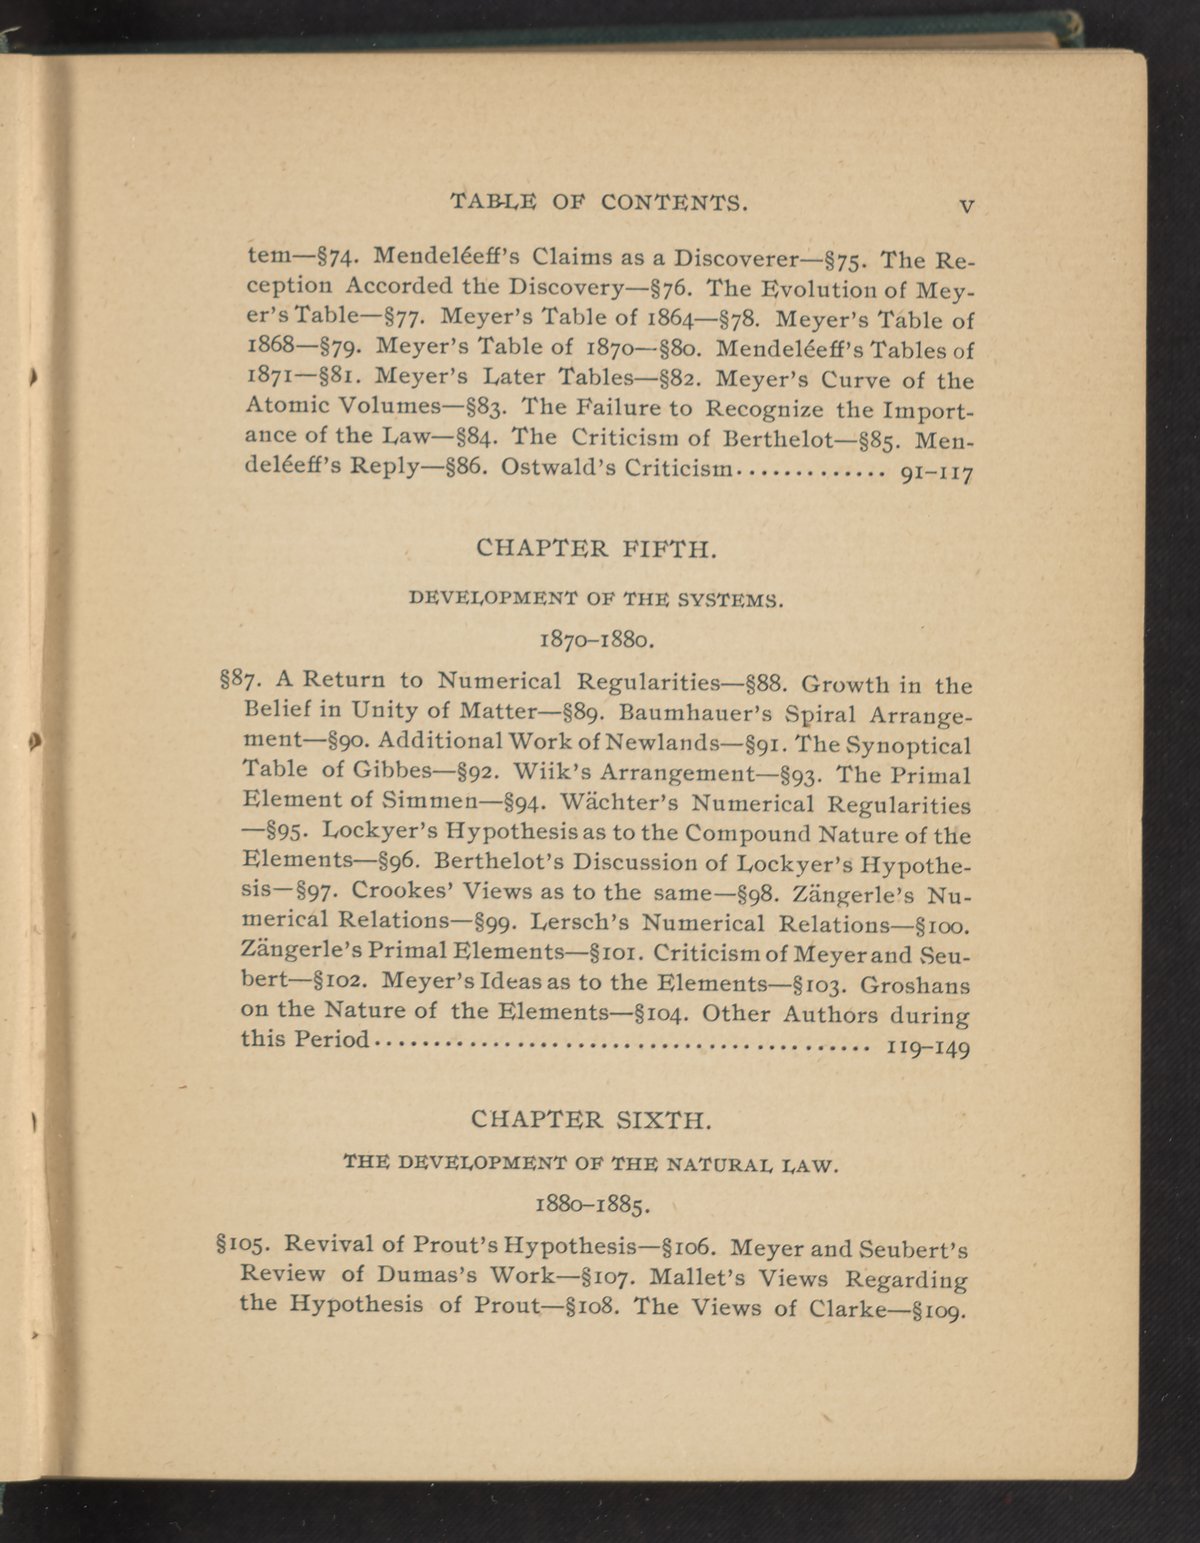 TABLE OF CONTENTS. v
tem—§74. Mendeléeff's Claims as a Discoverer—§75. The Re-
ception Accorded the Discovery—§76. The Evolution of Mey-
er's Table—§77. Meyer's Table of 1864—§78. Meyer's Table of
1868—§79. Meyer's Table of 1870—§80. Mendeléeff's Tables of
1871—§81. Meyer's Later Tables—§82. Meyer's Curve of the
Atomic Volumes—§83. The Failure to Recognize the Import-
ance of the Law—§84. The Criticism of Berthelot—§85. Men-
deléeff's Reply—§86. Ostwald's Criticism............. 91–117
CHAPTER FIFTH.
DEVELOPMENT OF THE SYSTEMS.
1870–1880.
§87. A Return to Numerical Regularities—§88. Growth in the
Belief in Unity of Matter—§89. Baumhauer's Spiral Arrange-
ment—§90. Additional Work of Newlands—§91. The Synoptical
Table of Gibbes—§92. Wiik's Arrangement—§93. The Primal
Element of Simmen—§94. Wächter's Numerical Regularities
—§95. Lockyer's Hypothesis as to the Compound Nature of the
Elements—§96. Berthelot's Discussion of Lockyer's Hypothe-
sis—§97. Crookes' Views as to the same—§98. Zängerle's Nu-
merical Relations—§99. Lersch's Numerical Relations—§100.
Zängerle's Primal Elements—§101. Criticism of Meyer and Seu-
bert—§102. Meyer's Ideas as to the Elements—§103. Groshans
on the Nature of the Elements—§104. Other Authors during
this Period.......................................... 119–149
CHAPTER SIXTH.
THE DEVELOPMENT OF THE NATURAL LAW.
1880–1885.
§105. Revival of Prout's Hypothesis—§106. Meyer and Seubert's
Review of Dumas's Work—§107. Mallet's Views Regarding
the Hypothesis of Prout—§108. The Views of Clarke—§109.